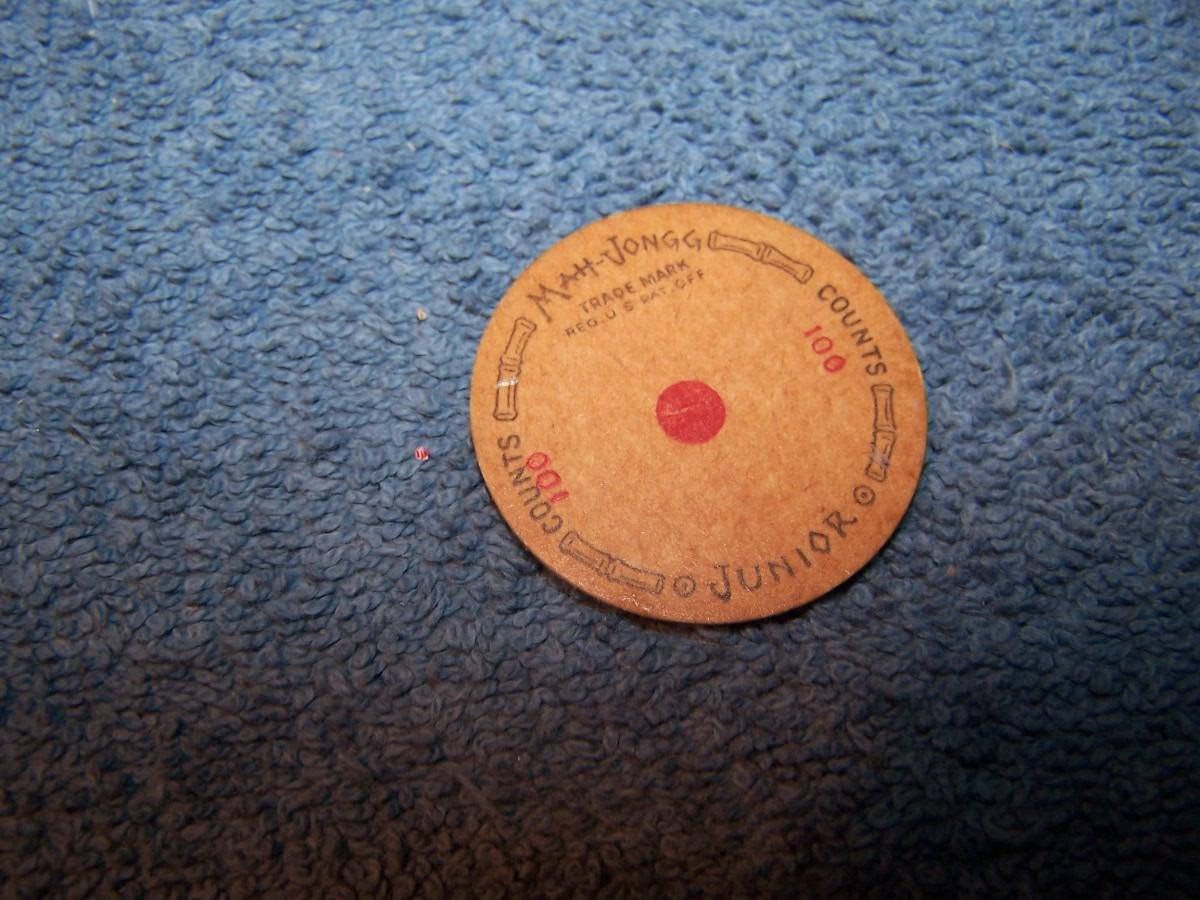 MAH-JONGG
TRADE MARK
REG. U S PAT. OFF
COUNTS
100
JUNIOR
COUNTS
100